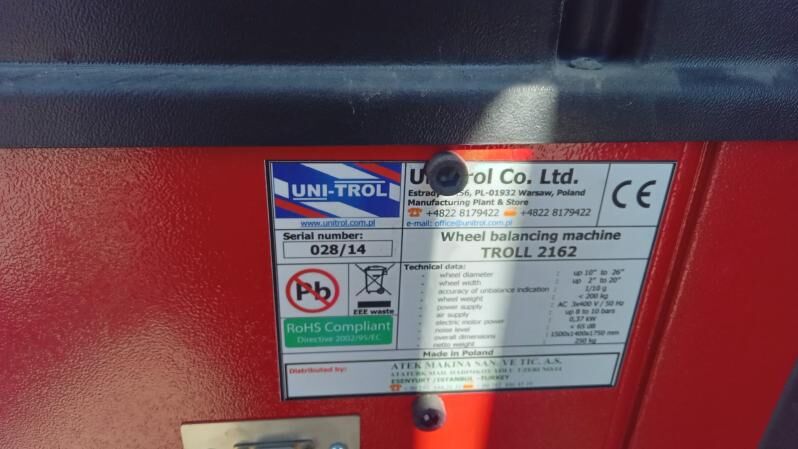 UNI-TROL
www.unitrol.com.pl
Co. Ltd.
56, PL-01932 Warsaw, Poland
Manufacturing Plant & Store
+4822 8179422 +4822 8179422
e-mail: office@unitrol.com.pl
CE
Serial number:
028/14
Wheel balancing machine
TROLL 2162
Pb
EEE waste
RoHS Compliant
Directive 2002/95/EC
Technical data:
- wheel diameter : up 10" to 26"
- wheel width : up 2" to 20"
- accuracy of unbalance indication : 1/10 g
- wheel weight : < 200 kg
- power supply : AC 3x400 V / 50 Hz
- air supply : up 8 to 10 bars
- electric motor power : 0,37 kW
- noise level : < 65 dB
- overall dimensions : 1500x1400x1750 mm
- netto weight : 250 kg
Made in Poland
Distributed by:
ATEK MAKINA SAN. VE TIC. A.S.
ESENYURT /ISTANBUL -TURKEY